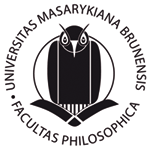 UNIVERSITAS MASARYKIANA BRUNENSIS
• FACULTAS PHILOSOPHICA •